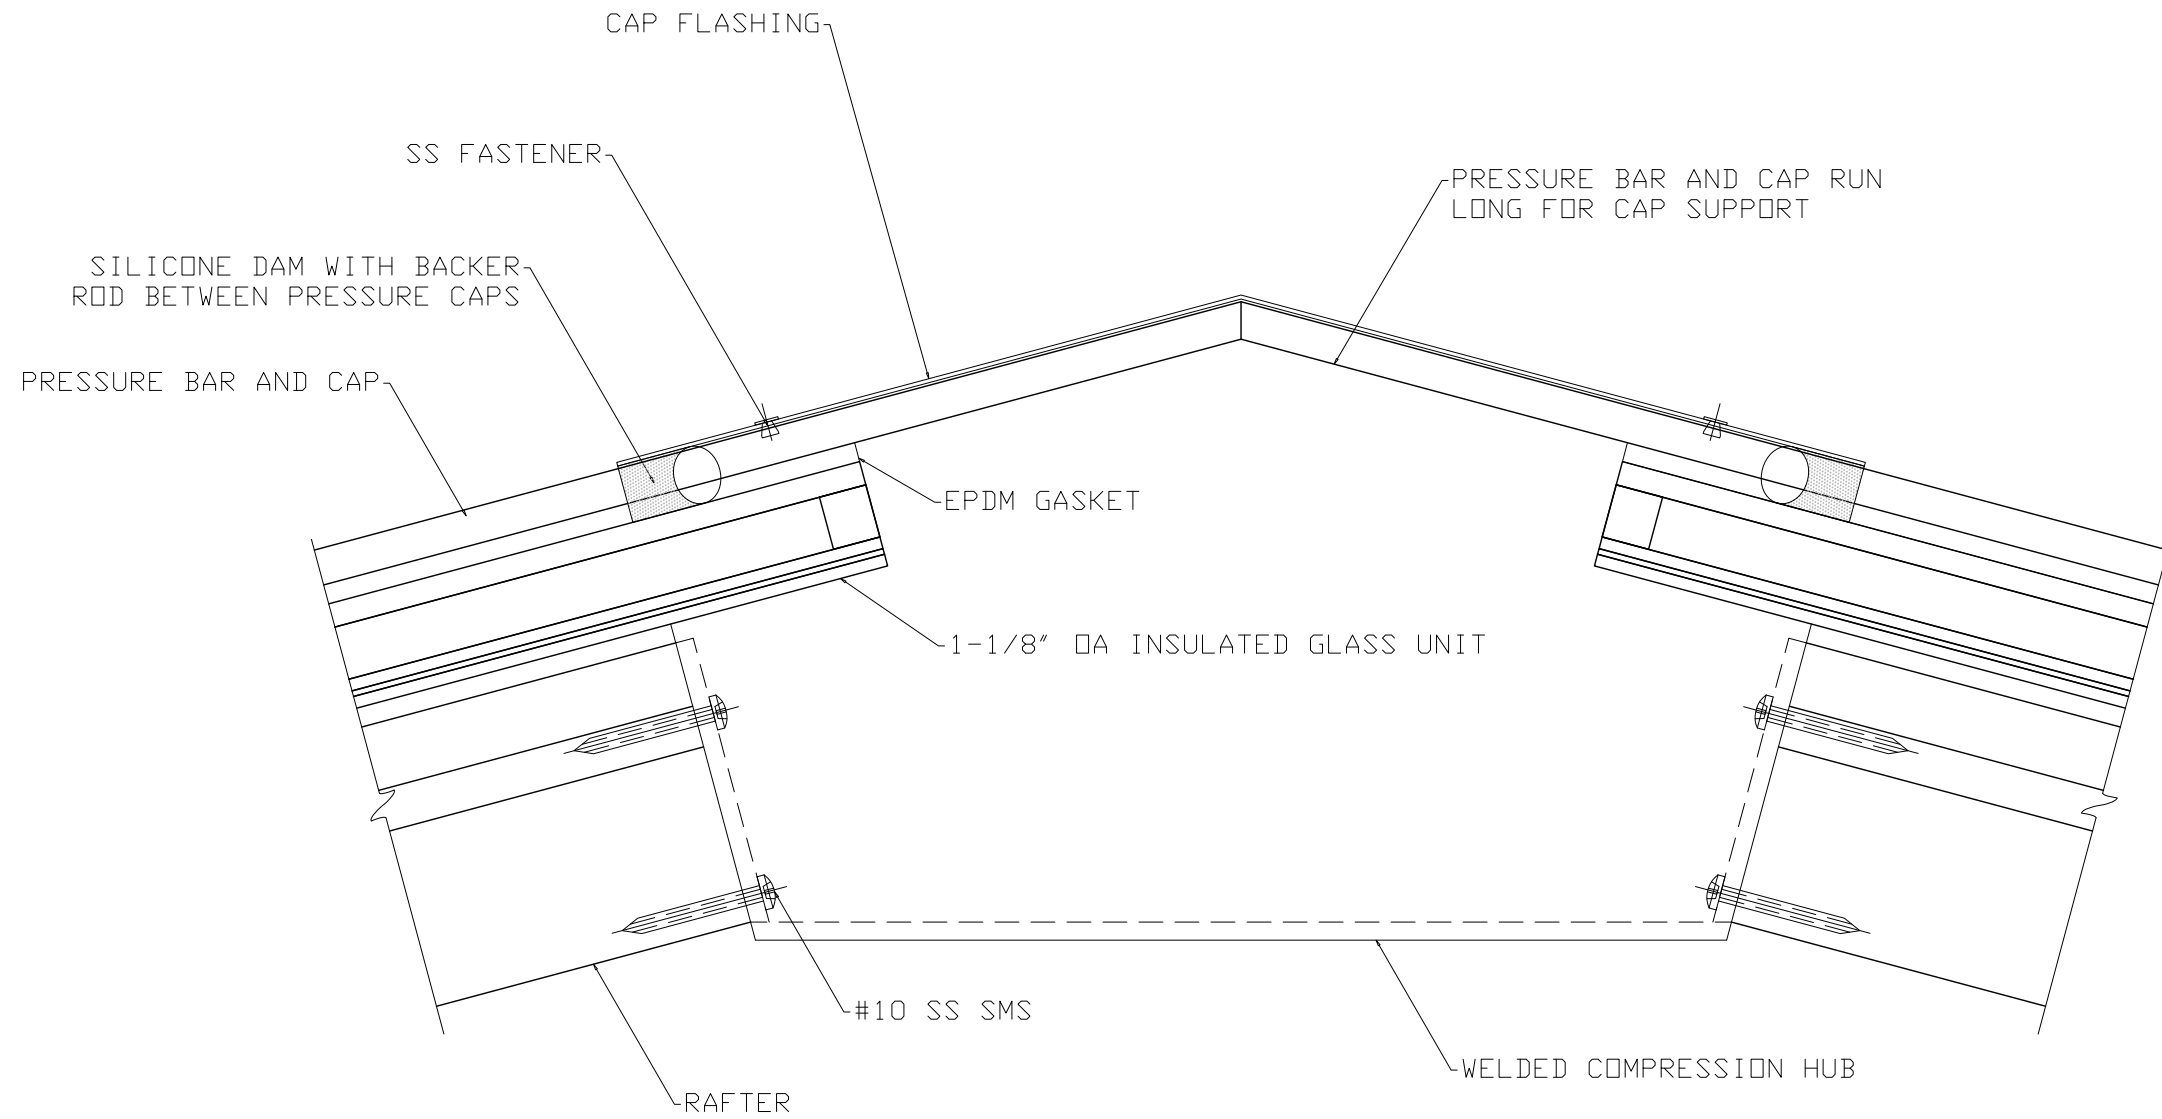 CAP FLASHING
SS FASTENER
PRESSURE BAR AND CAP RUN
LONG FOR CAP SUPPORT
SILICONE DAM WITH BACKER
ROD BETWEEN PRESSURE CAPS
PRESSURE BAR AND CAP
EPDM GASKET
1-1/8" OA INSULATED GLASS UNIT
#10 SS SMS
WELDED COMPRESSION HUB
RAFTER